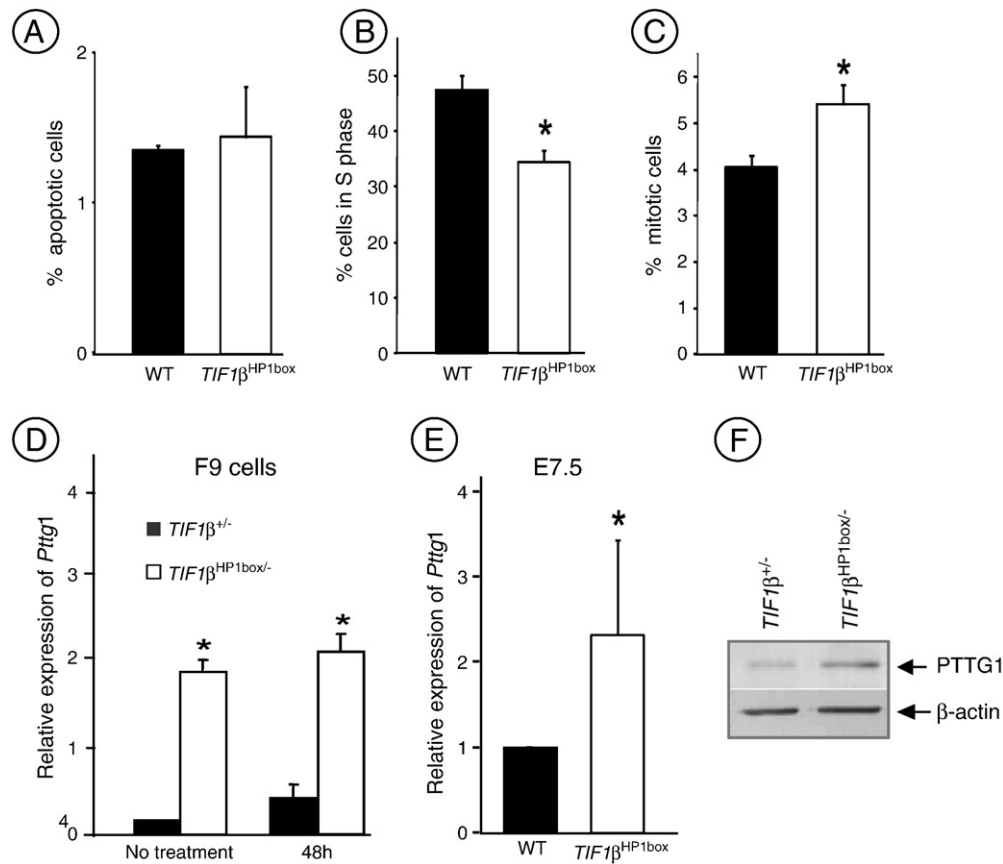 A
% apoptotic cells
2
1
0
WT TIF1β^HP1box
B
% cells in S phase
50
40
30
20
10
0
*
WT TIF1β^HP1box
C
% mitotic cells
6
5
4
3
2
1
0
*
WT TIF1β^HP1box
D
F9 cells
Relative expression of Pttg1
4
3
2
1
4 0
TIF1β^+/-
TIF1β^HP1box/-
* *
No treatment 48h
E
E7.5
Relative expression of Pttg1
4
3
2
1
0
*
WT TIF1β^HP1box
F
TIF1β^+/-
TIF1β^HP1box/-
PTTG1
β-actin